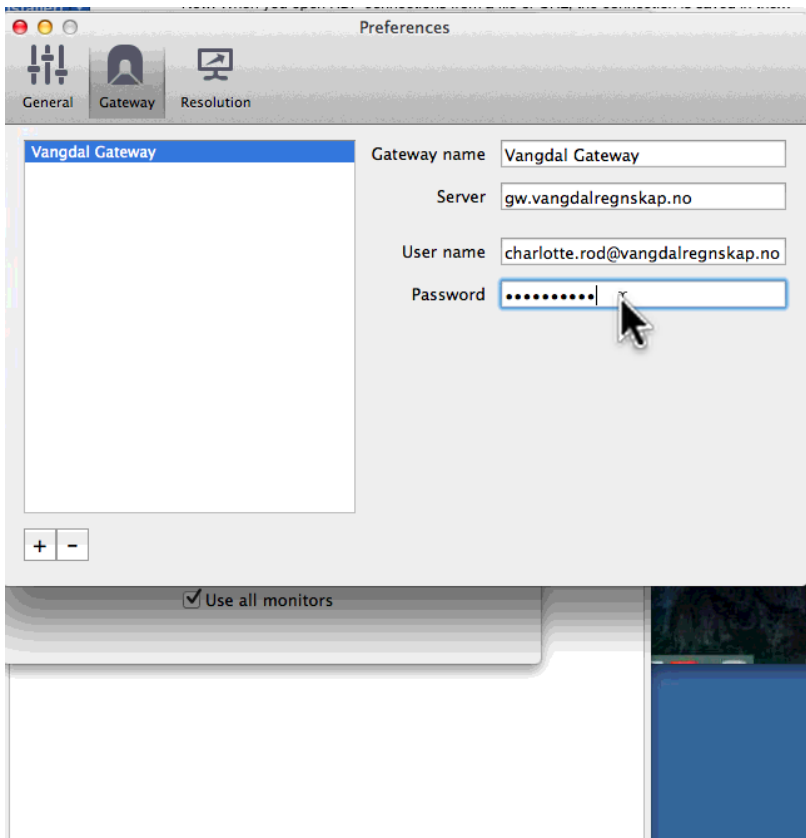 Preferences
General Gateway Resolution
Vangdal Gateway
Gateway name Vangdal Gateway
Server gw.vangdalregnskap.no
User name charlotte.rod@vangdalregnskap.no
Password ••••••••••
+ -
Use all monitors